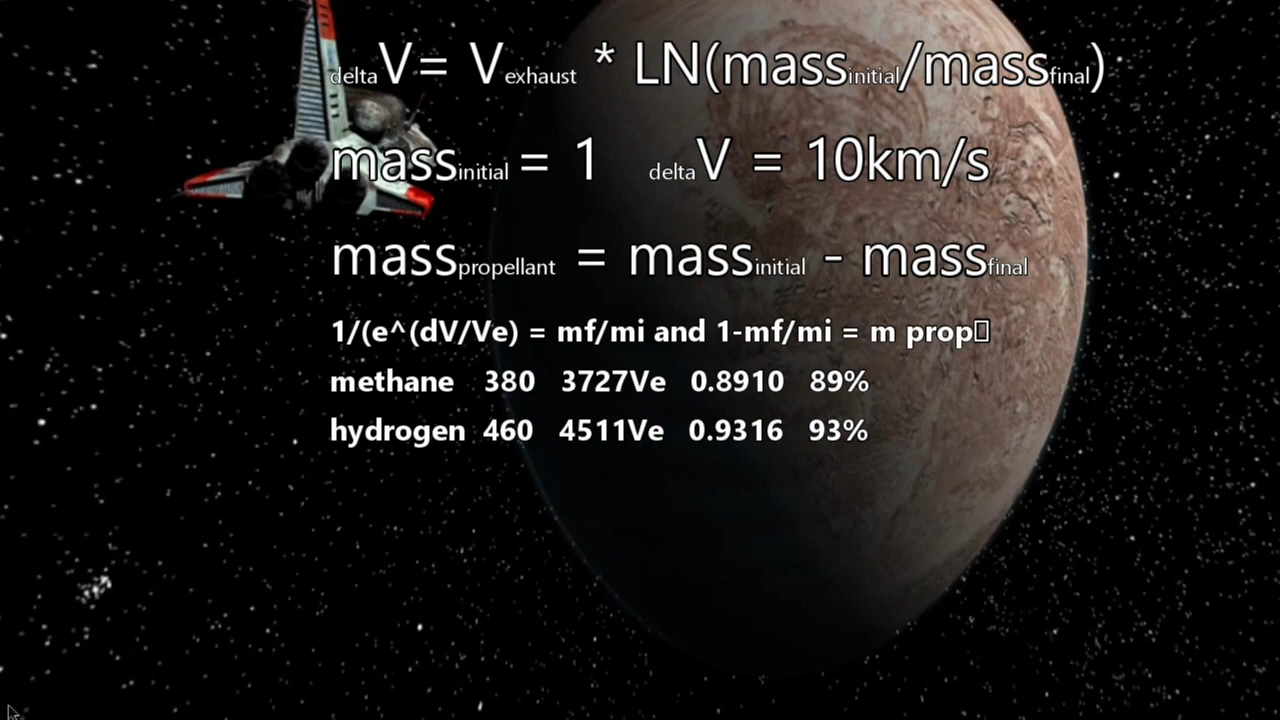 deltaV= Vexhaust * LN(massinitial/massfinal)
massinitial = 1 deltaV = 10km/s
masspropellant = massinitial - massfinal
1/(e^(dV/Ve) = mf/mi and 1-mf/mi = m prop▯
methane 380 3727Ve 0.8910 89%
hydrogen 460 4511Ve 0.9316 93%